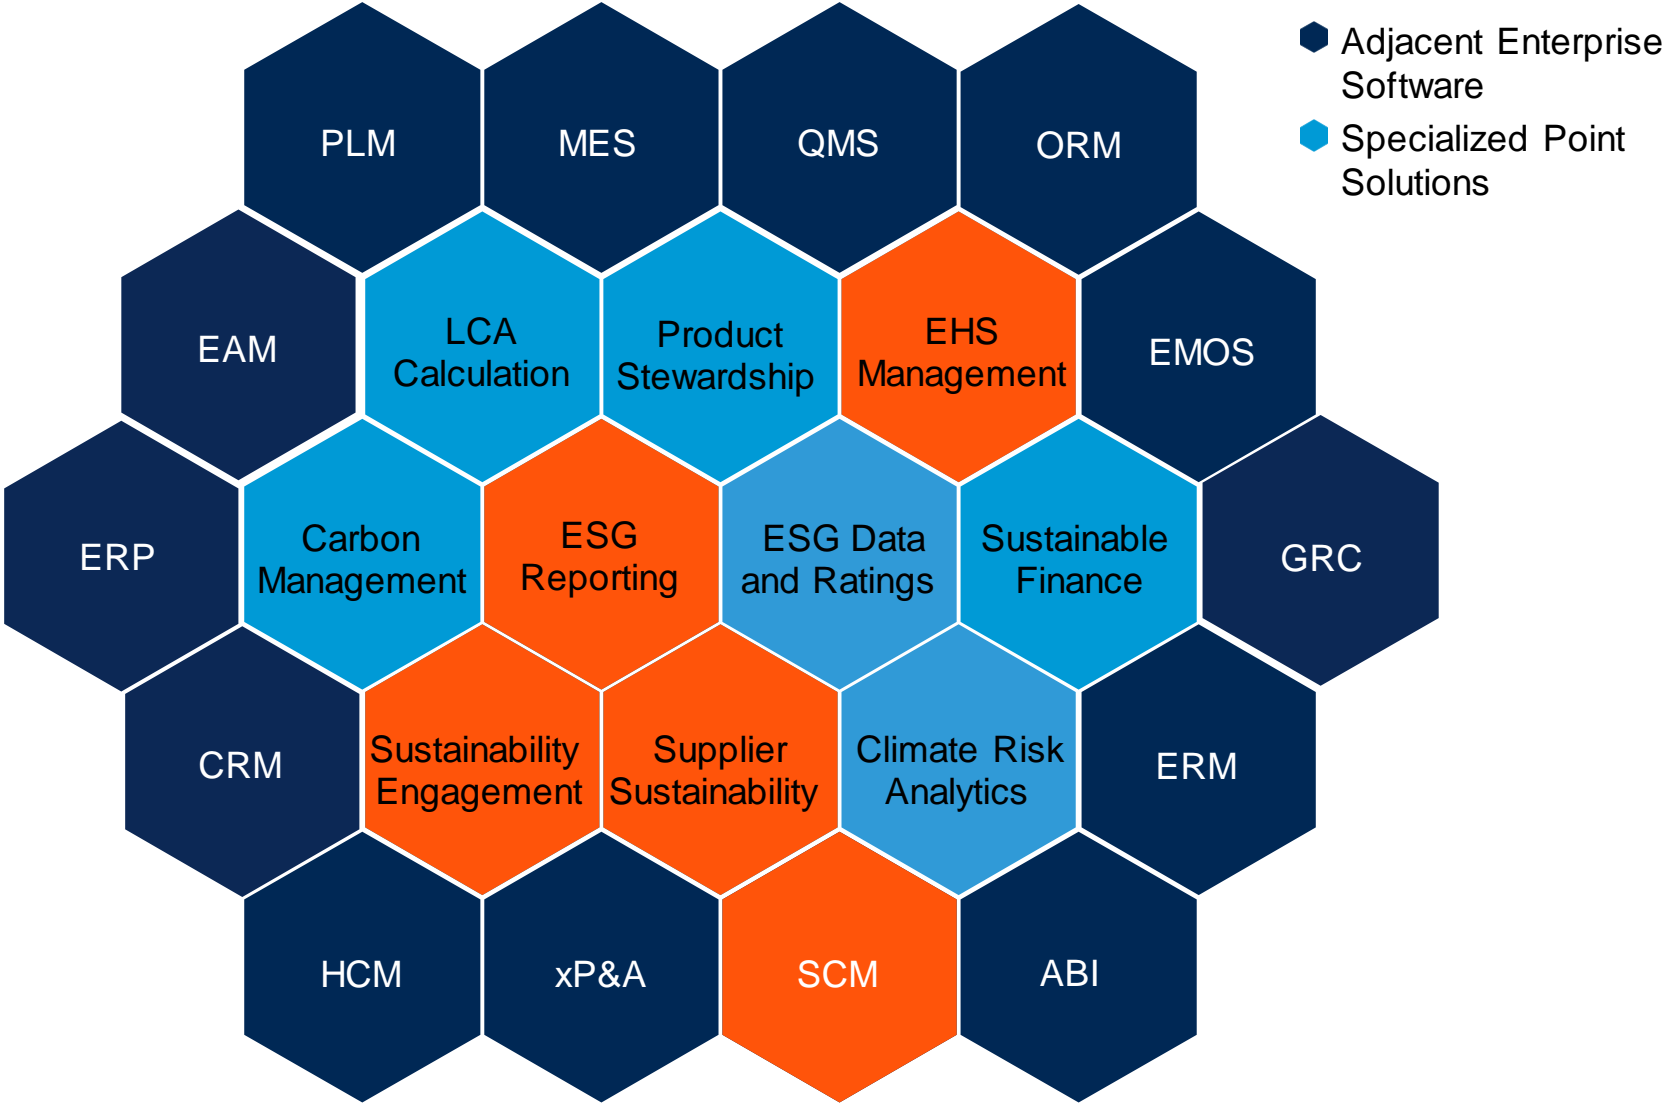 Adjacent Enterprise
Software
Specialized Point
Solutions
PLM
MES
QMS
ORM
EAM
LCA
Calculation
Product
Stewardship
EHS
Management
EMOS
ERP
Carbon
Management
ESG
Reporting
ESG Data
and Ratings
Sustainable
Finance
GRC
CRM
Sustainability
Engagement
Supplier
Sustainability
Climate Risk
Analytics
ERM
HCM
xP&A
SCM
ABI